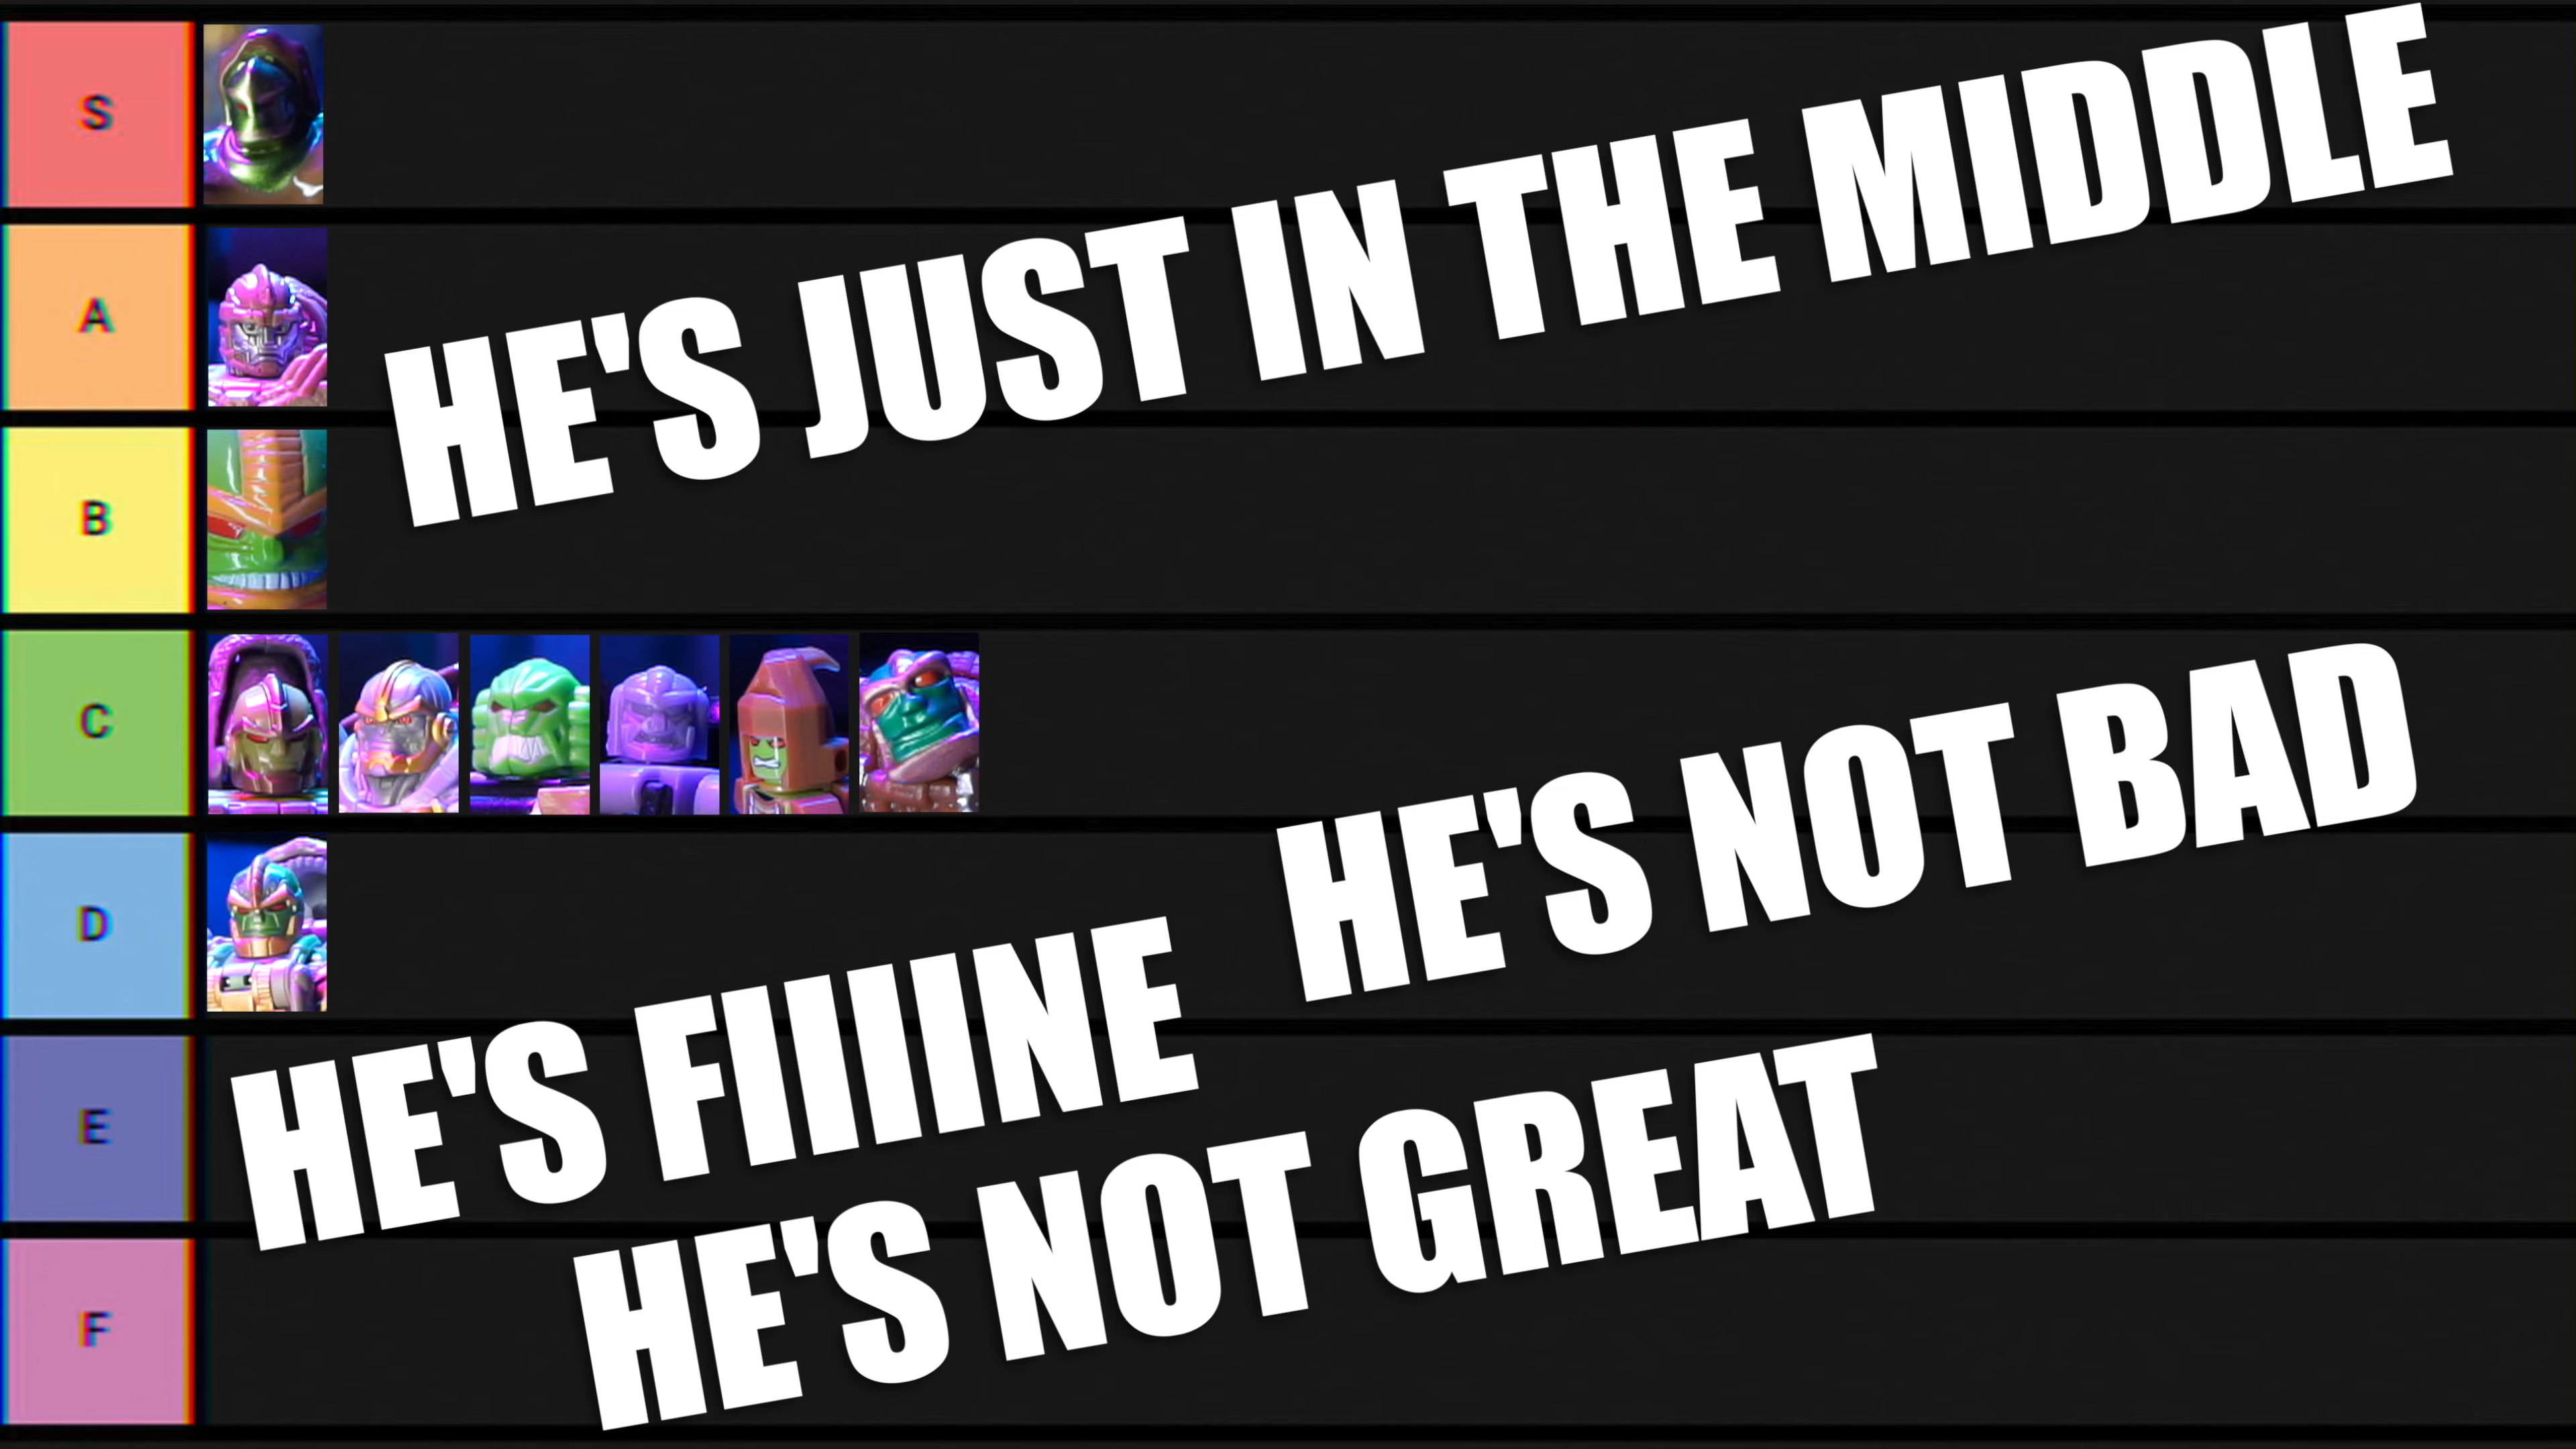 S
HE'S JUST IN THE MIDDLE
A
B
C
HE'S NOT BAD
D
HE'S FIIIINE
E
HE'S NOT GREAT
F